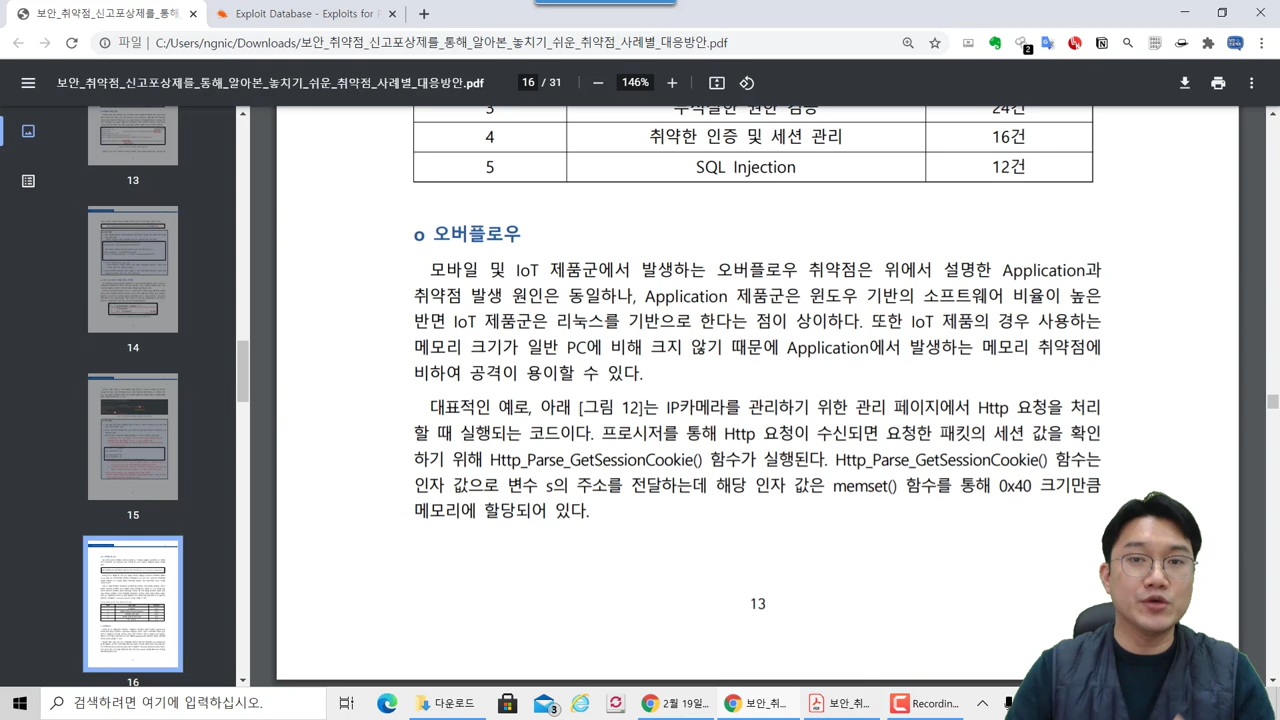 보안_취약점_신고포상제를_통해
Exploit Database - Exploits for P
파일
C:/Users/ngnic/Downloads/보안_취약점_신고포상제를_통해_알아본_놓치기_쉬운_취약점_사례별_대응방안.pdf
2
보안_취약점_신고포상제를_통해_알아본_놓치기_쉬운_취약점_사례별_대응방안.pdf
16 / 31
146%
13
14
15
16
3 부적절한 권한 검증 24건
4 취약한 인증 및 세션 관리 16건
5 SQL Injection 12건
o 오버플로우
모바일 및 IoT 제품군에서 발생하는 오버플로우 취약점은 위에서 설명한 Application과
취약점 발생 원인은 동일하나, Application 제품군은 윈도우 기반의 소프트웨어 비율이 높은
반면 IoT 제품군은 리눅스를 기반으로 한다는 점이 상이하다. 또한 IoT 제품의 경우 사용하는
메모리 크기가 일반 PC에 비해 크지 않기 때문에 Application에서 발생하는 메모리 취약점에
비하여 공격이 용이할 수 있다.
대표적인 예로, 아래 [그림 12]는 IP카메라를 관리하기 위한 관리 페이지에서 Http 요청을 처리
할 때 실행되는 코드이다. 프로시저를 통해 Http 요청이 수신되면 요청한 패킷의 세션 값을 확인
하기 위해 Http_Parse_GetSessionCookie() 함수가 실행된다. Http_Parse_GetSessionCookie() 함수는
인자 값으로 변수 s의 주소를 전달하는데 해당 인자 값은 memset() 함수를 통해 0x40 크기만큼
메모리에 할당되어 있다.
13
검색하려면 여기에 입력하십시오.
다운로드
3
2월 19일...
보안_취...
보안_취...
Recordin...